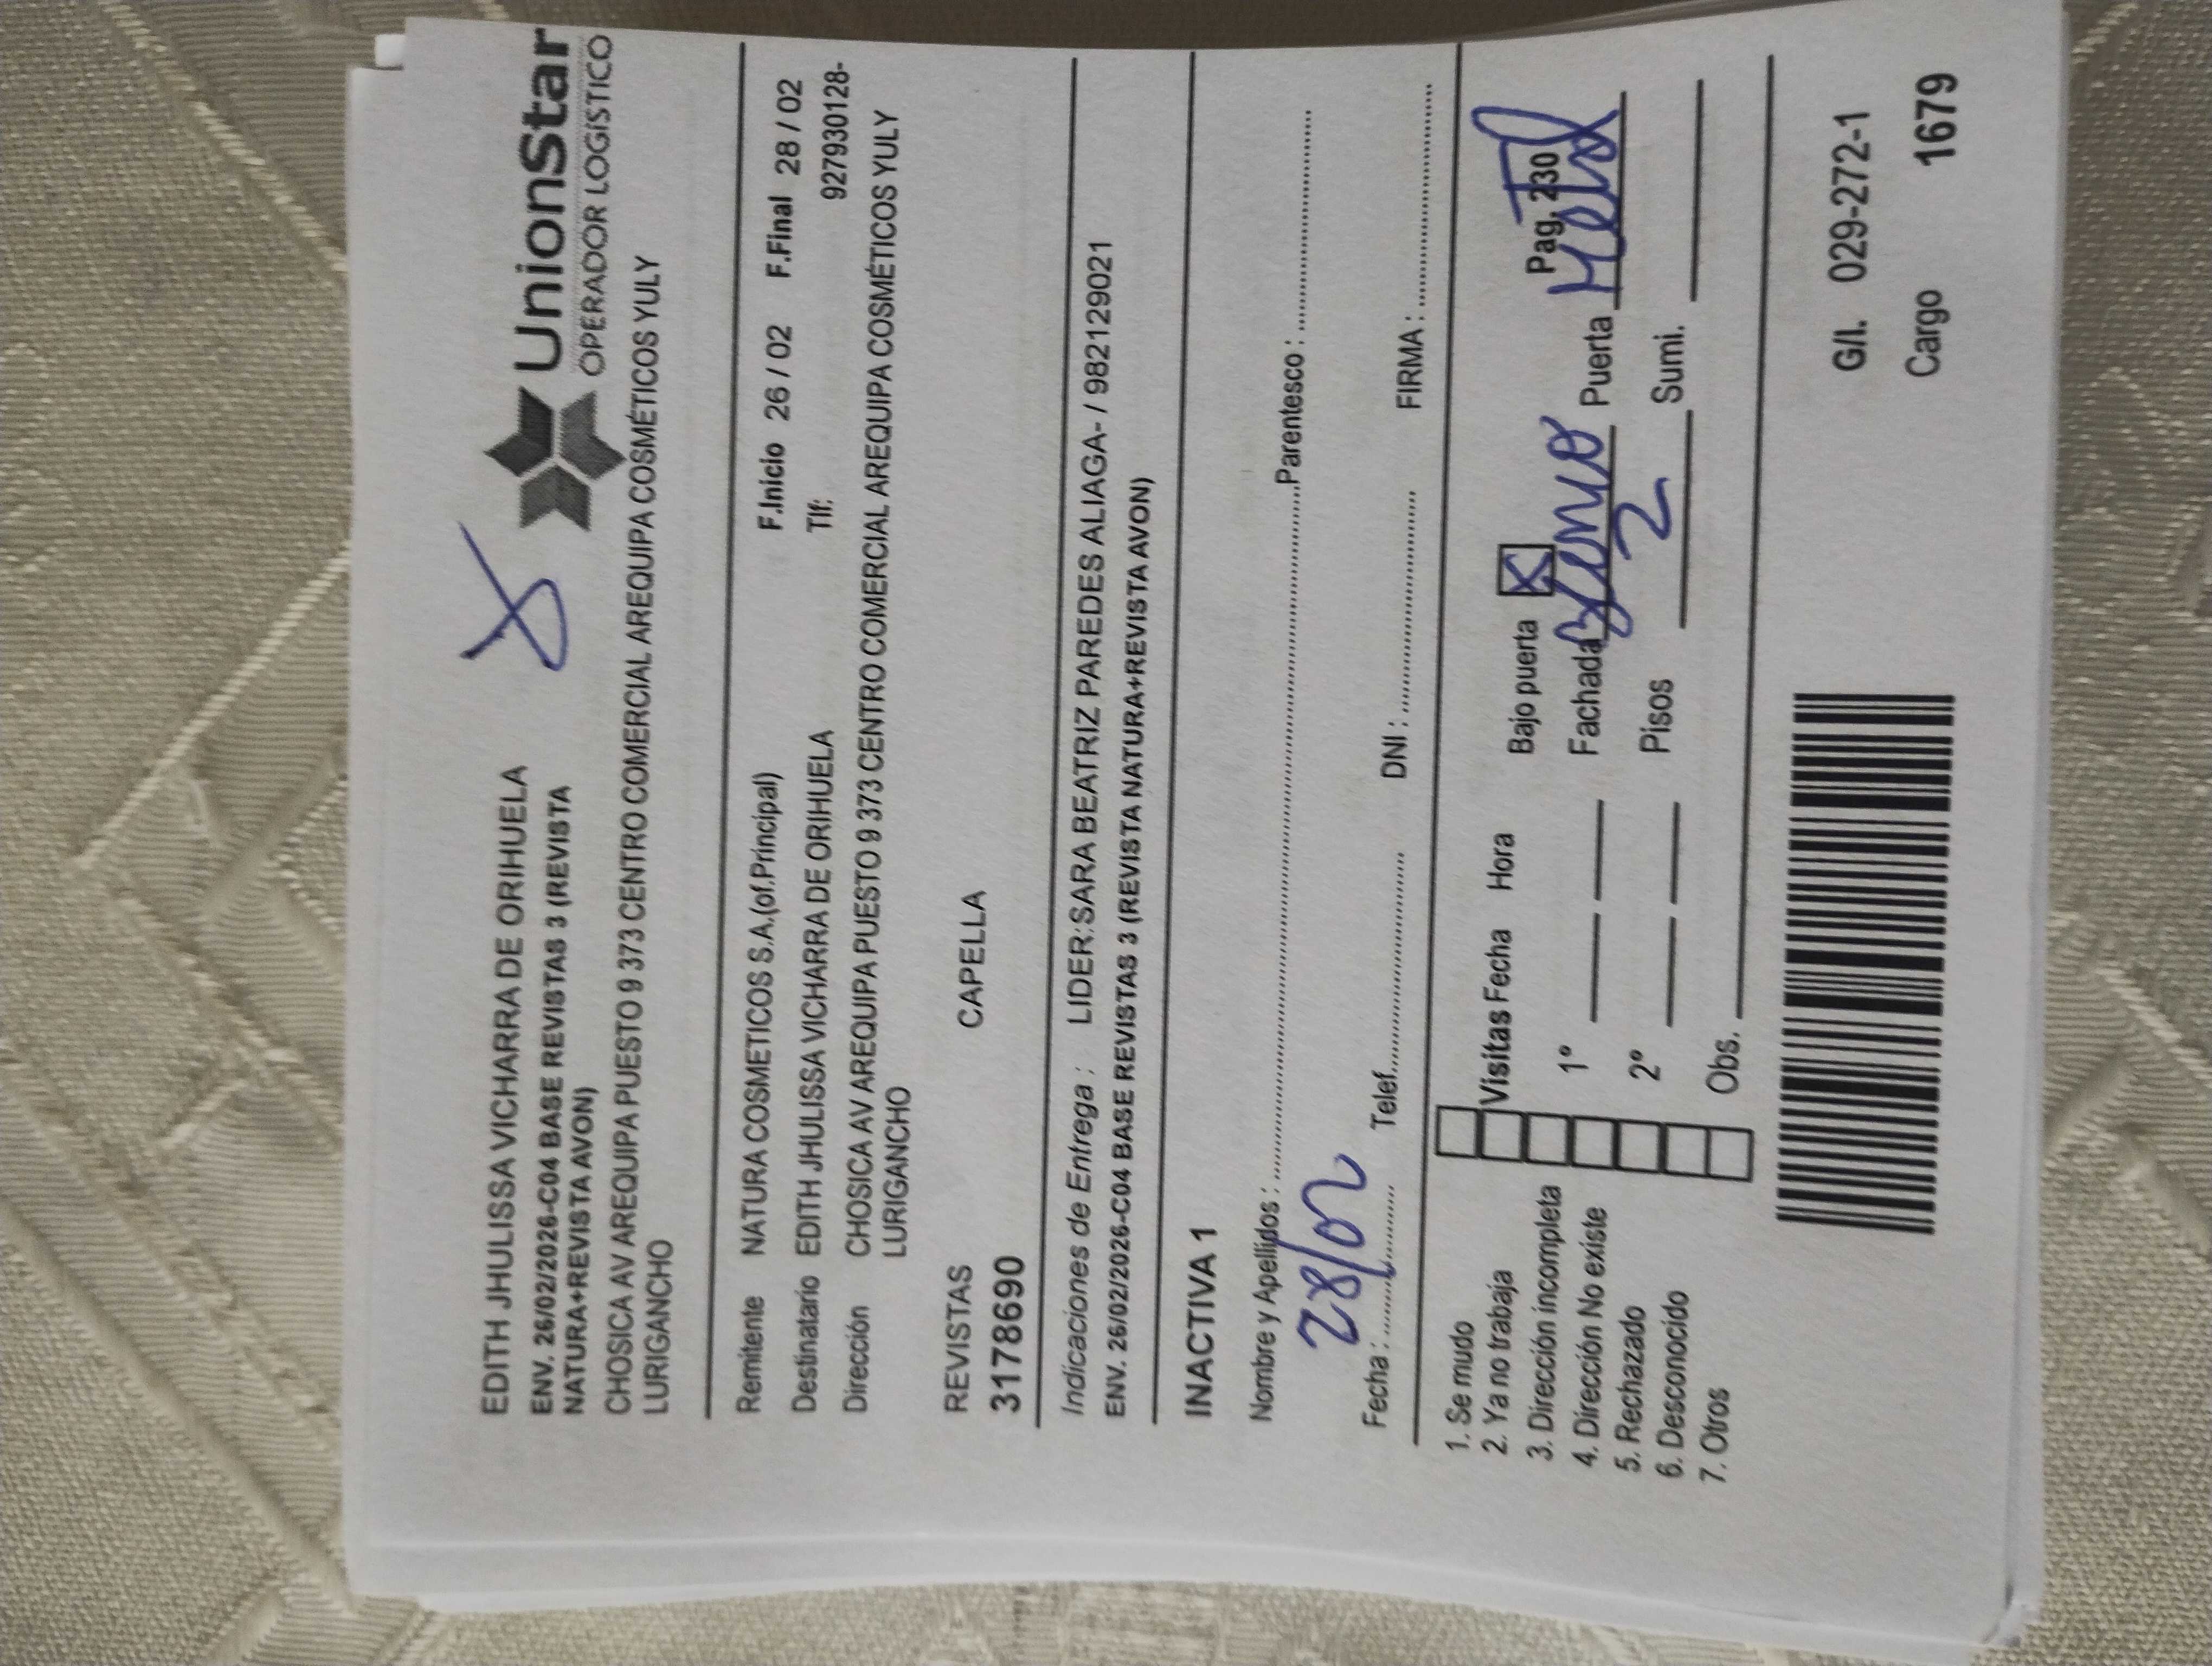 EDITH JHULISSA VICHARRA DE ORIHUELA
ENV. 26/02/2026-C04 BASE REVISTAS 3 (REVISTA
NATURA+REVISTA AVON)
UnionStar
OPERADOR LOGÍSTICO
CHOSICA AV AREQUIPA PUESTO 9 373 CENTRO COMERCIAL AREQUIPA COSMÉTICOS YULY
LURIGANCHO
F.Inicio 26 / 02 F.Final 28 / 02
Remitente NATURA COSMETICOS S.A.(of.Principal)
Tlf: 927930128-
Destinatario EDITH JHULISSA VICHARRA DE ORIHUELA
Dirección CHOSICA AV AREQUIPA PUESTO 9 373 CENTRO COMERCIAL AREQUIPA COSMÉTICOS YULY
LURIGANCHO
REVISTAS CAPELLA
3178690
Indicaciones de Entrega : LIDER:SARA BEATRIZ PAREDES ALIAGA- / 982129021
ENV. 26/02/2026-C04 BASE REVISTAS 3 (REVISTA NATURA+REVISTA AVON)
INACTIVA 1
Nombre y Apellidos : Parentesco :
Fecha : 28/02 Telef. DNI : FIRMA :
1. Se mudo
2. Ya no trabaja
3. Dirección incompleta
4. Dirección No existe
5. Rechazado
6. Desconocido
7. Otros
Visitas Fecha Hora Bajo puerta X Pag. 230
1º Fachada Puerta
2º Pisos 2 Sumi.
Obs.
G/I. 029-272-1
Cargo 1679